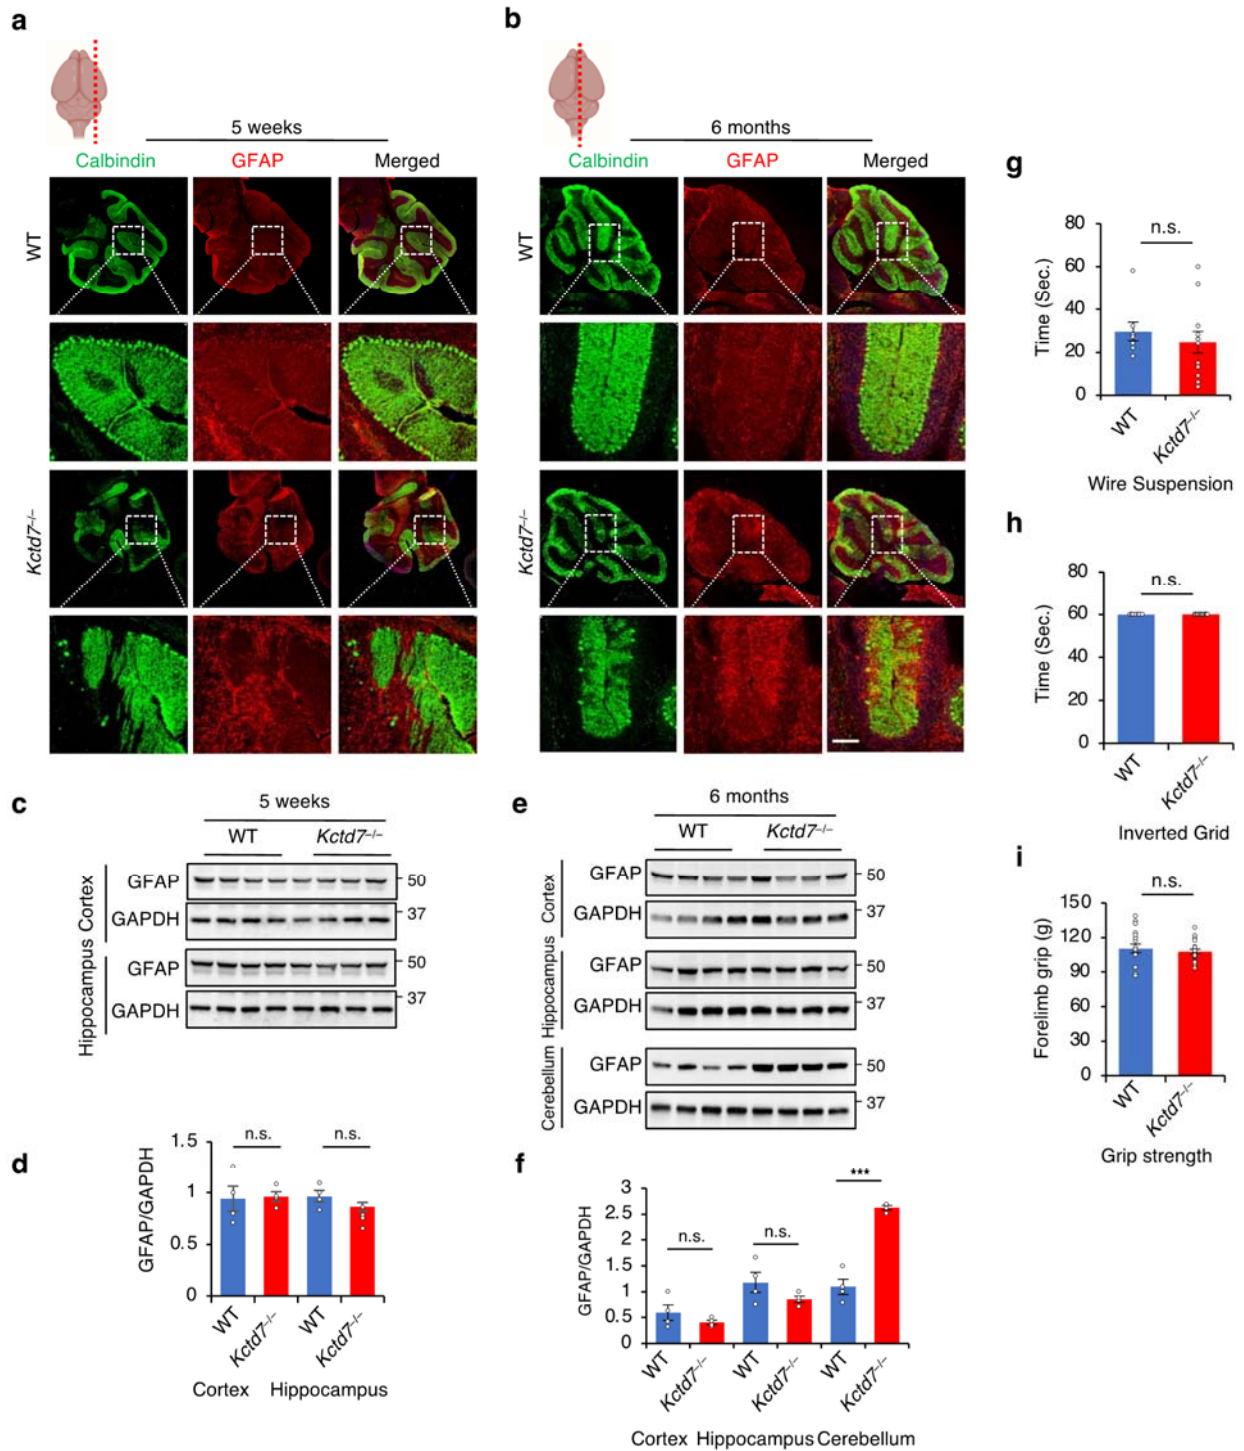 a
5 weeks
Calbindin GFAP Merged
WT
Kctd7–/–
b
6 months
Calbindin GFAP Merged
WT
Kctd7–/–
c
5 weeks
WT Kctd7–/–
Cortex
GFAP 50
GAPDH 37
Hippocampus
GFAP 50
GAPDH 37
d
GFAP/GAPDH
1.5
1
0.5
0
n.s. n.s.
WT Kctd7–/– WT Kctd7–/–
Cortex Hippocampus
e
6 months
WT Kctd7–/–
Cortex
GFAP 50
GAPDH 37
Hippocampus
GFAP 50
GAPDH 37
Cerebellum
GFAP 50
GAPDH 37
f
GFAP/GAPDH
3
2.5
2
1.5
1
0.5
0
n.s. n.s. ***
WT Kctd7–/– WT Kctd7–/– WT Kctd7–/–
Cortex Hippocampus Cerebellum
g
Time (Sec.)
80
60
40
20
0
n.s.
WT Kctd7–/–
Wire Suspension
h
Time (Sec.)
80
60
40
20
0
n.s.
WT Kctd7–/–
Inverted Grid
i
Forelimb grip (g)
150
120
90
60
30
0
n.s.
WT Kctd7–/–
Grip strength